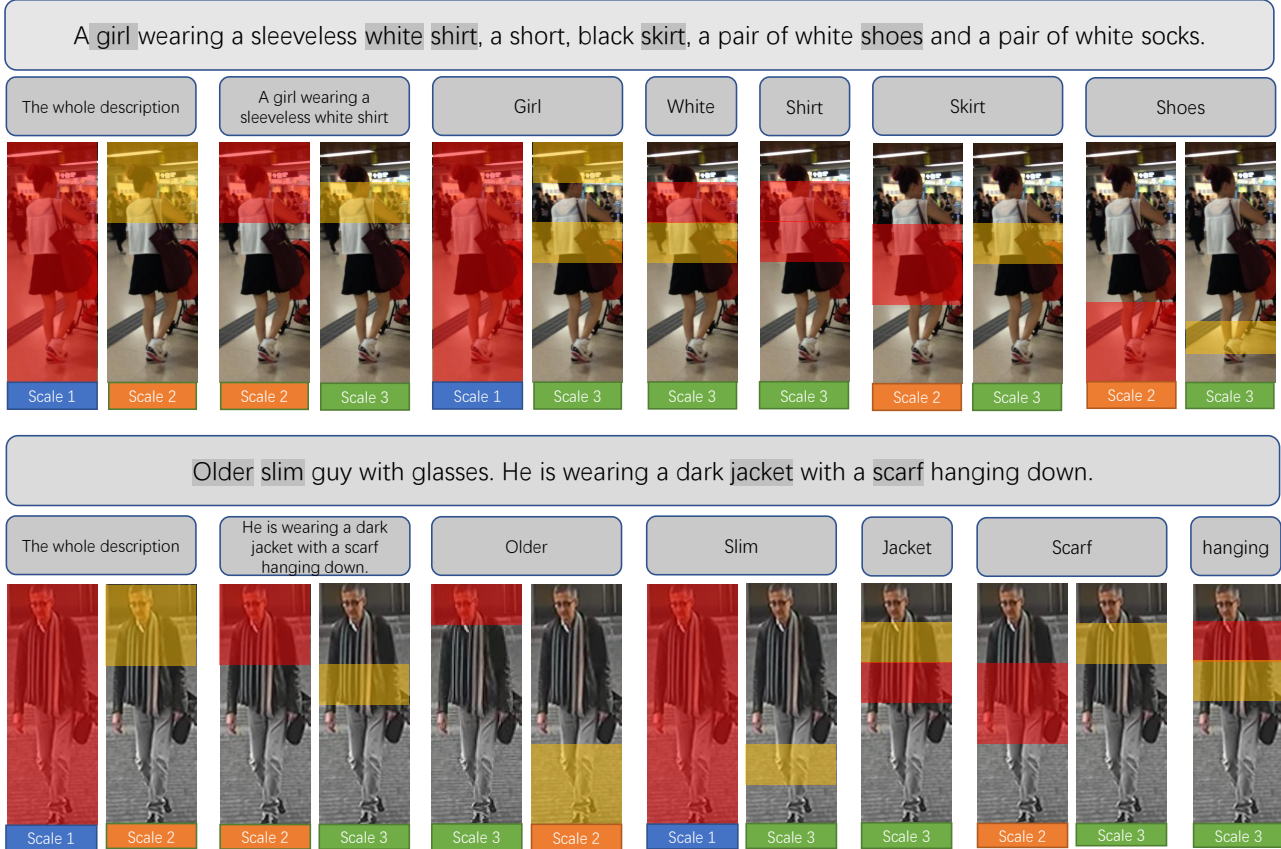 A girl wearing a sleeveless white shirt, a short, black skirt, a pair of white shoes and a pair of white socks.
The whole description
A girl wearing a
sleeveless white shirt
Girl
White
Shirt
Skirt
Shoes
Scale 1
Scale 2
Scale 2
Scale 3
Scale 1
Scale 3
Scale 3
Scale 3
Scale 2
Scale 3
Scale 2
Scale 3
Older slim guy with glasses. He is wearing a dark jacket with a scarf hanging down.
The whole description
He is wearing a dark
jacket with a scarf
hanging down.
Older
Slim
Jacket
Scarf
hanging
Scale 1
Scale 2
Scale 2
Scale 3
Scale 3
Scale 2
Scale 1
Scale 3
Scale 3
Scale 2
Scale 3
Scale 3